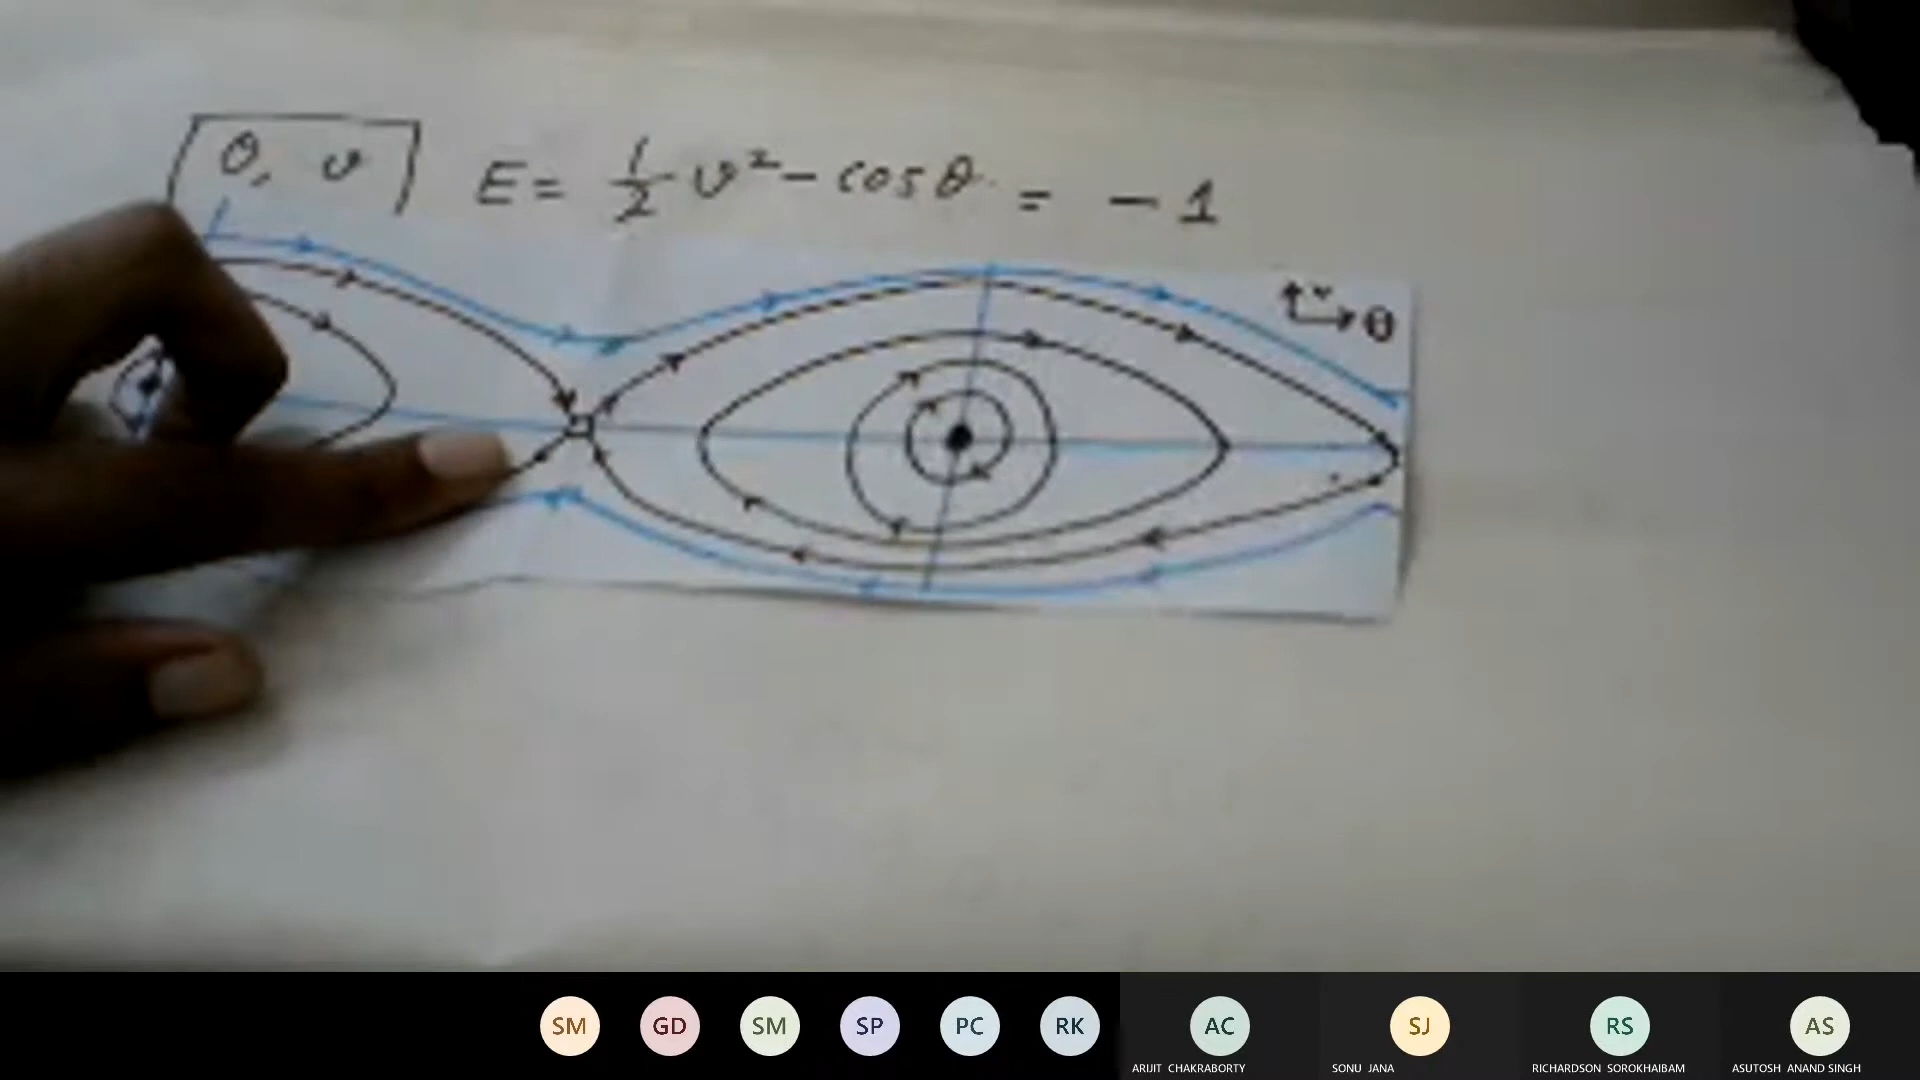 θ, v E = 1/2 v² - cosθ = - 1
v
θ
SM GD SM SP PC RK AC SJ RS AS
ARIJIT CHAKRABORTY SONU JANA RICHARDSON SOROKHAIBAM ASUTOSH ANAND SINGH